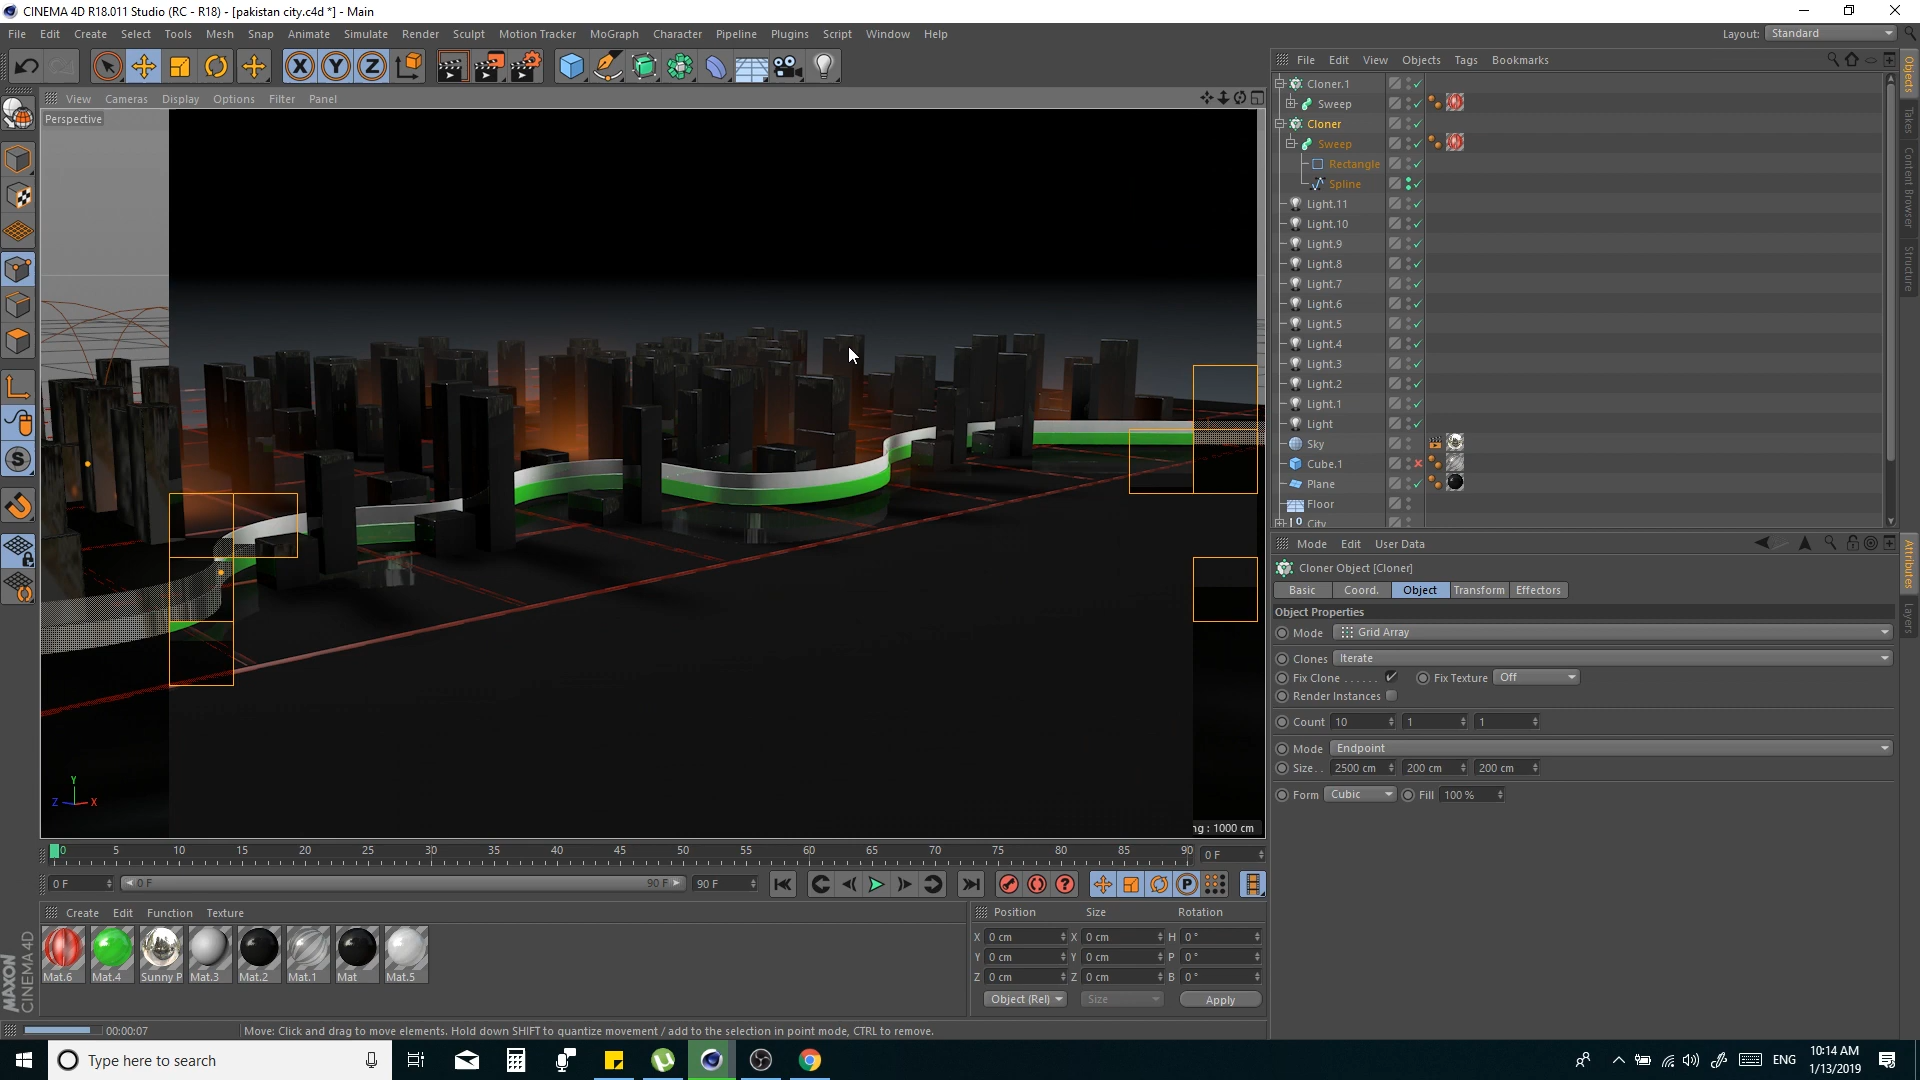 CINEMA 4D R18.011 Studio (RC - R18) - [pakistan city.c4d *] - Main
File Edit Create Select Tools Mesh Snap Animate Simulate Render Sculpt Motion Tracker MoGraph Character Pipeline Plugins Script Window Help
Layout: Standard
File Edit View Objects Tags Bookmarks
View Cameras Display Options Filter Panel
Perspective
Cloner.1
Sweep
Cloner
Sweep
Rectangle
Spline
Light.11
Light.10
Light.9
Light.8
Light.7
Light.6
Light.5
Light.4
Light.3
Light.2
Light.1
Light
Sky
Cube.1
Plane
Floor
City
Objects
Takes
Content Browser
Structure
Mode Edit User Data
Cloner Object [Cloner]
Basic Coord. Object Transform Effectors
Object Properties
Mode Grid Array
Clones Iterate
Fix Clone Fix Texture Off
Render Instances
Count 10 1 1
Mode Endpoint
Size 2500 cm 200 cm 200 cm
Form Cubic Fill 100 %
Attributes
Layers
Y
Z X
ng : 1000 cm
0 5 10 15 20 25 30 35 40 45 50 55 60 65 70 75 80 85 90 0 F
0 F 0 F 90 F 90 F
Create Edit Function Texture
Mat.6 Mat.4 Sunny P Mat.3 Mat.2 Mat.1 Mat Mat.5
Position Size Rotation
X 0 cm X 0 cm H 0 °
Y 0 cm Y 0 cm P 0 °
Z 0 cm Z 0 cm B 0 °
Object (Rel) Size Apply
MAXON
CINEMA 4D
00:00:07 Move: Click and drag to move elements. Hold down SHIFT to quantize movement / add to the selection in point mode, CTRL to remove.
Type here to search
ENG
10:14 AM
1/13/2019